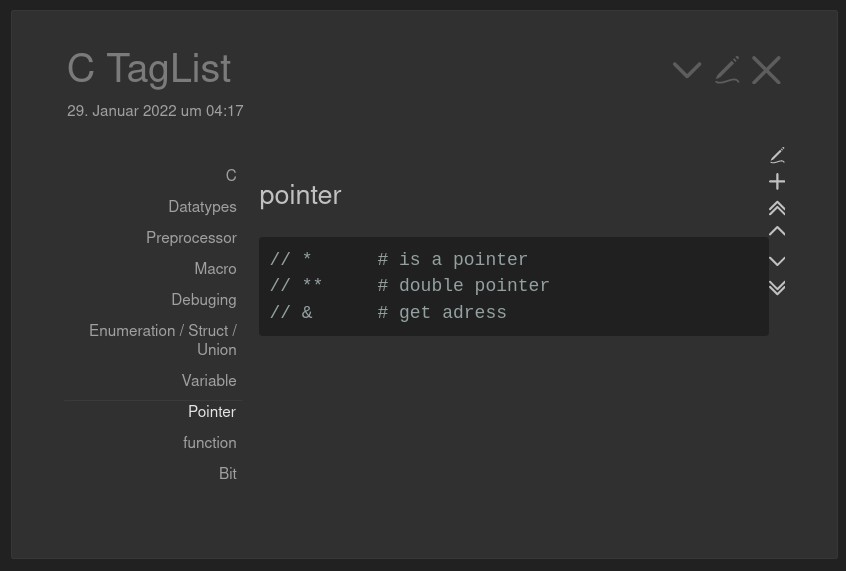 C TagList
29. Januar 2022 um 04:17
C
Datatypes
Preprocessor
Macro
Debuging
Enumeration / Struct /
Union
Variable
Pointer
function
Bit
pointer
// *      # is a pointer
// **     # double pointer
// &      # get adress